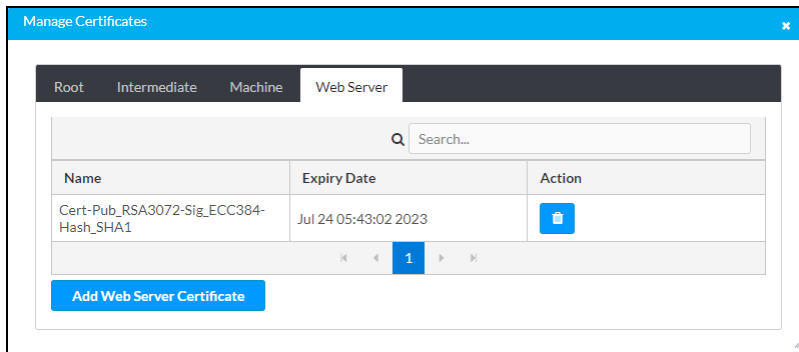 Manage Certificates
Root Intermediate Machine Web Server
Search...
Name Expiry Date Action
Cert-Pub_RSA3072-Sig_ECC384-
Hash_SHA1
Jul 24 05:43:02 2023
1
Add Web Server Certificate